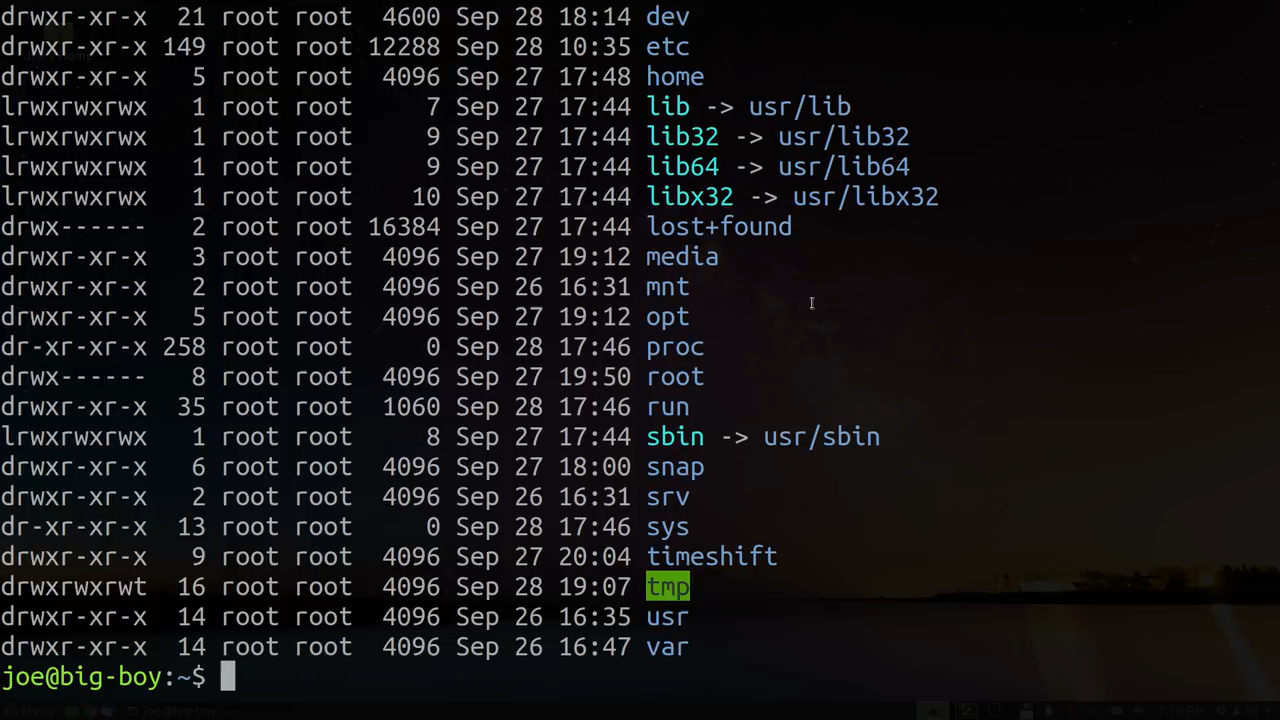 drwxr-xr-x  21 root root  4600 Sep 28 18:14 dev
drwxr-xr-x 149 root root 12288 Sep 28 10:35 etc
drwxr-xr-x   5 root root  4096 Sep 27 17:48 home
lrwxrwxrwx   1 root root     7 Sep 27 17:44 lib -> usr/lib
lrwxrwxrwx   1 root root     9 Sep 27 17:44 lib32 -> usr/lib32
lrwxrwxrwx   1 root root     9 Sep 27 17:44 lib64 -> usr/lib64
lrwxrwxrwx   1 root root    10 Sep 27 17:44 libx32 -> usr/libx32
drwx------   2 root root 16384 Sep 27 17:44 lost+found
drwxr-xr-x   3 root root  4096 Sep 27 19:12 media
drwxr-xr-x   2 root root  4096 Sep 26 16:31 mnt
drwxr-xr-x   5 root root  4096 Sep 27 19:12 opt
dr-xr-xr-x 258 root root     0 Sep 28 17:46 proc
drwx------   8 root root  4096 Sep 27 19:50 root
drwxr-xr-x  35 root root  1060 Sep 28 17:46 run
lrwxrwxrwx   1 root root     8 Sep 27 17:44 sbin -> usr/sbin
drwxr-xr-x   6 root root  4096 Sep 27 18:00 snap
drwxr-xr-x   2 root root  4096 Sep 26 16:31 srv
dr-xr-xr-x  13 root root     0 Sep 28 17:46 sys
drwxr-xr-x   9 root root  4096 Sep 27 20:04 timeshift
drwxrwxrwt  16 root root  4096 Sep 28 19:07 tmp
drwxr-xr-x  14 root root  4096 Sep 26 16:35 usr
drwxr-xr-x  14 root root  4096 Sep 26 16:47 var
joe@big-boy:~$
Menu joe@big-boy: 7:10 PM